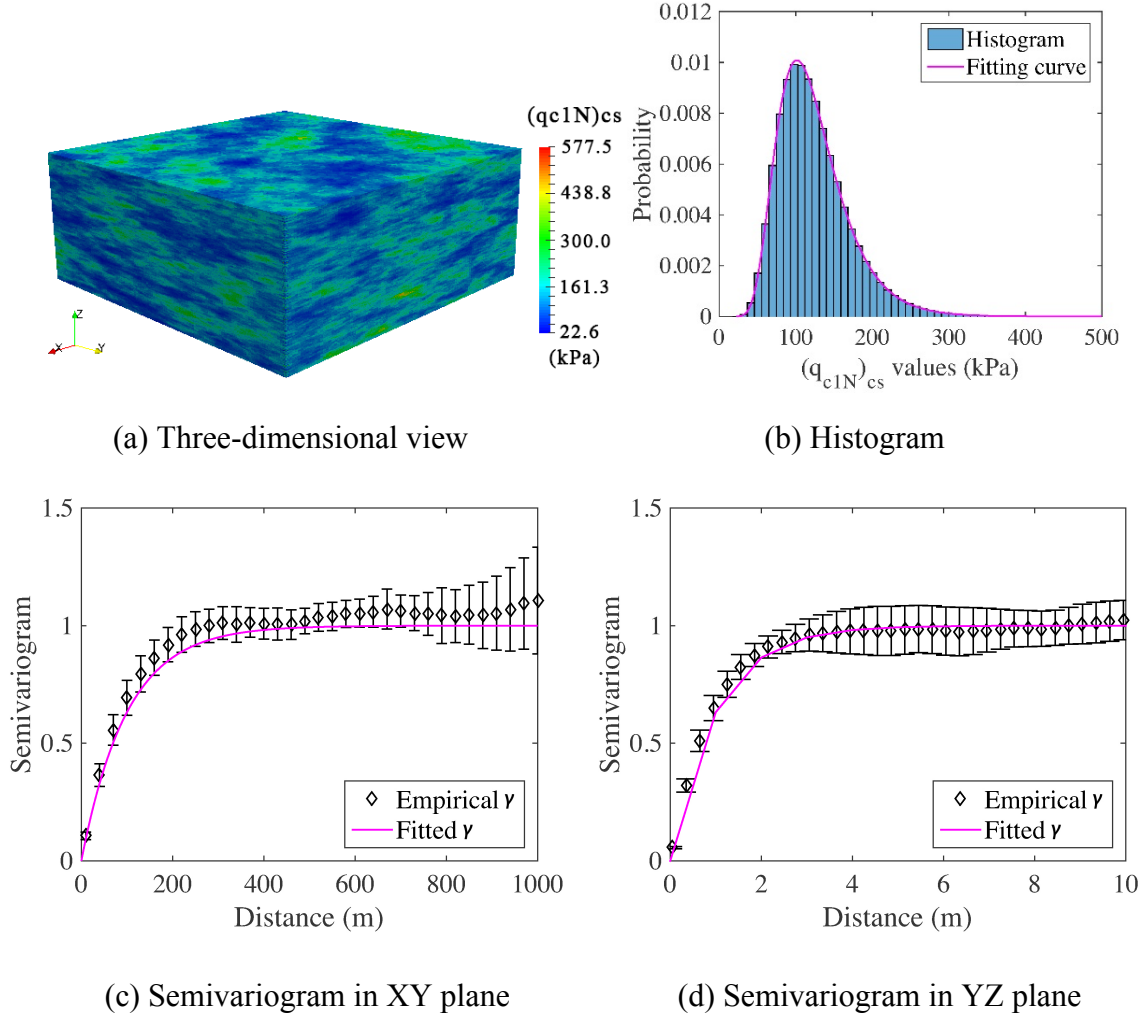 (qc1N)cs
577.5
438.8
300.0
161.3
22.6
(kPa)
Z
X
Y
(a) Three-dimensional view
0.012
0.01
0.008
0.006
0.004
0.002
0
Probability
Histogram
Fitting curve
0 100 200 300 400 500
(q_c1N)_cs values (kPa)
(b) Histogram
1.5
1
0.5
0
Semivariogram
Empirical γ
Fitted γ
0 200 400 600 800 1000
Distance (m)
(c) Semivariogram in XY plane
1.5
1
0.5
0
Semivariogram
Empirical γ
Fitted γ
0 2 4 6 8 10
Distance (m)
(d) Semivariogram in YZ plane